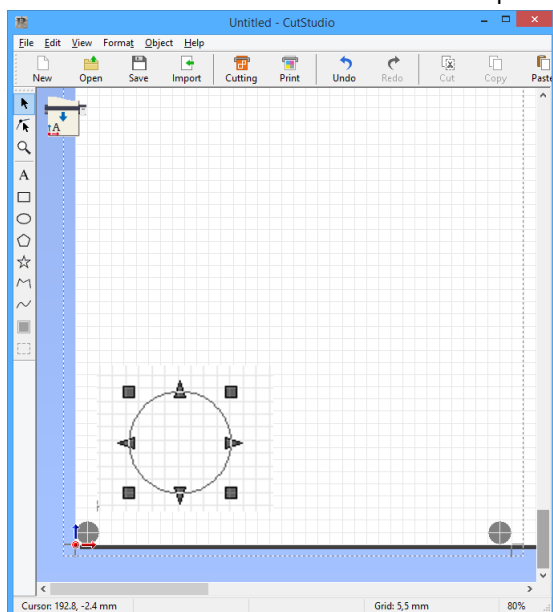 Untitled - CutStudio
File Edit View Format Object Help
New Open Save Import Cutting Print Undo Redo Cut Copy Paste
A
A
Cursor: 192.8, -2.4 mm Grid: 5,5 mm 80%